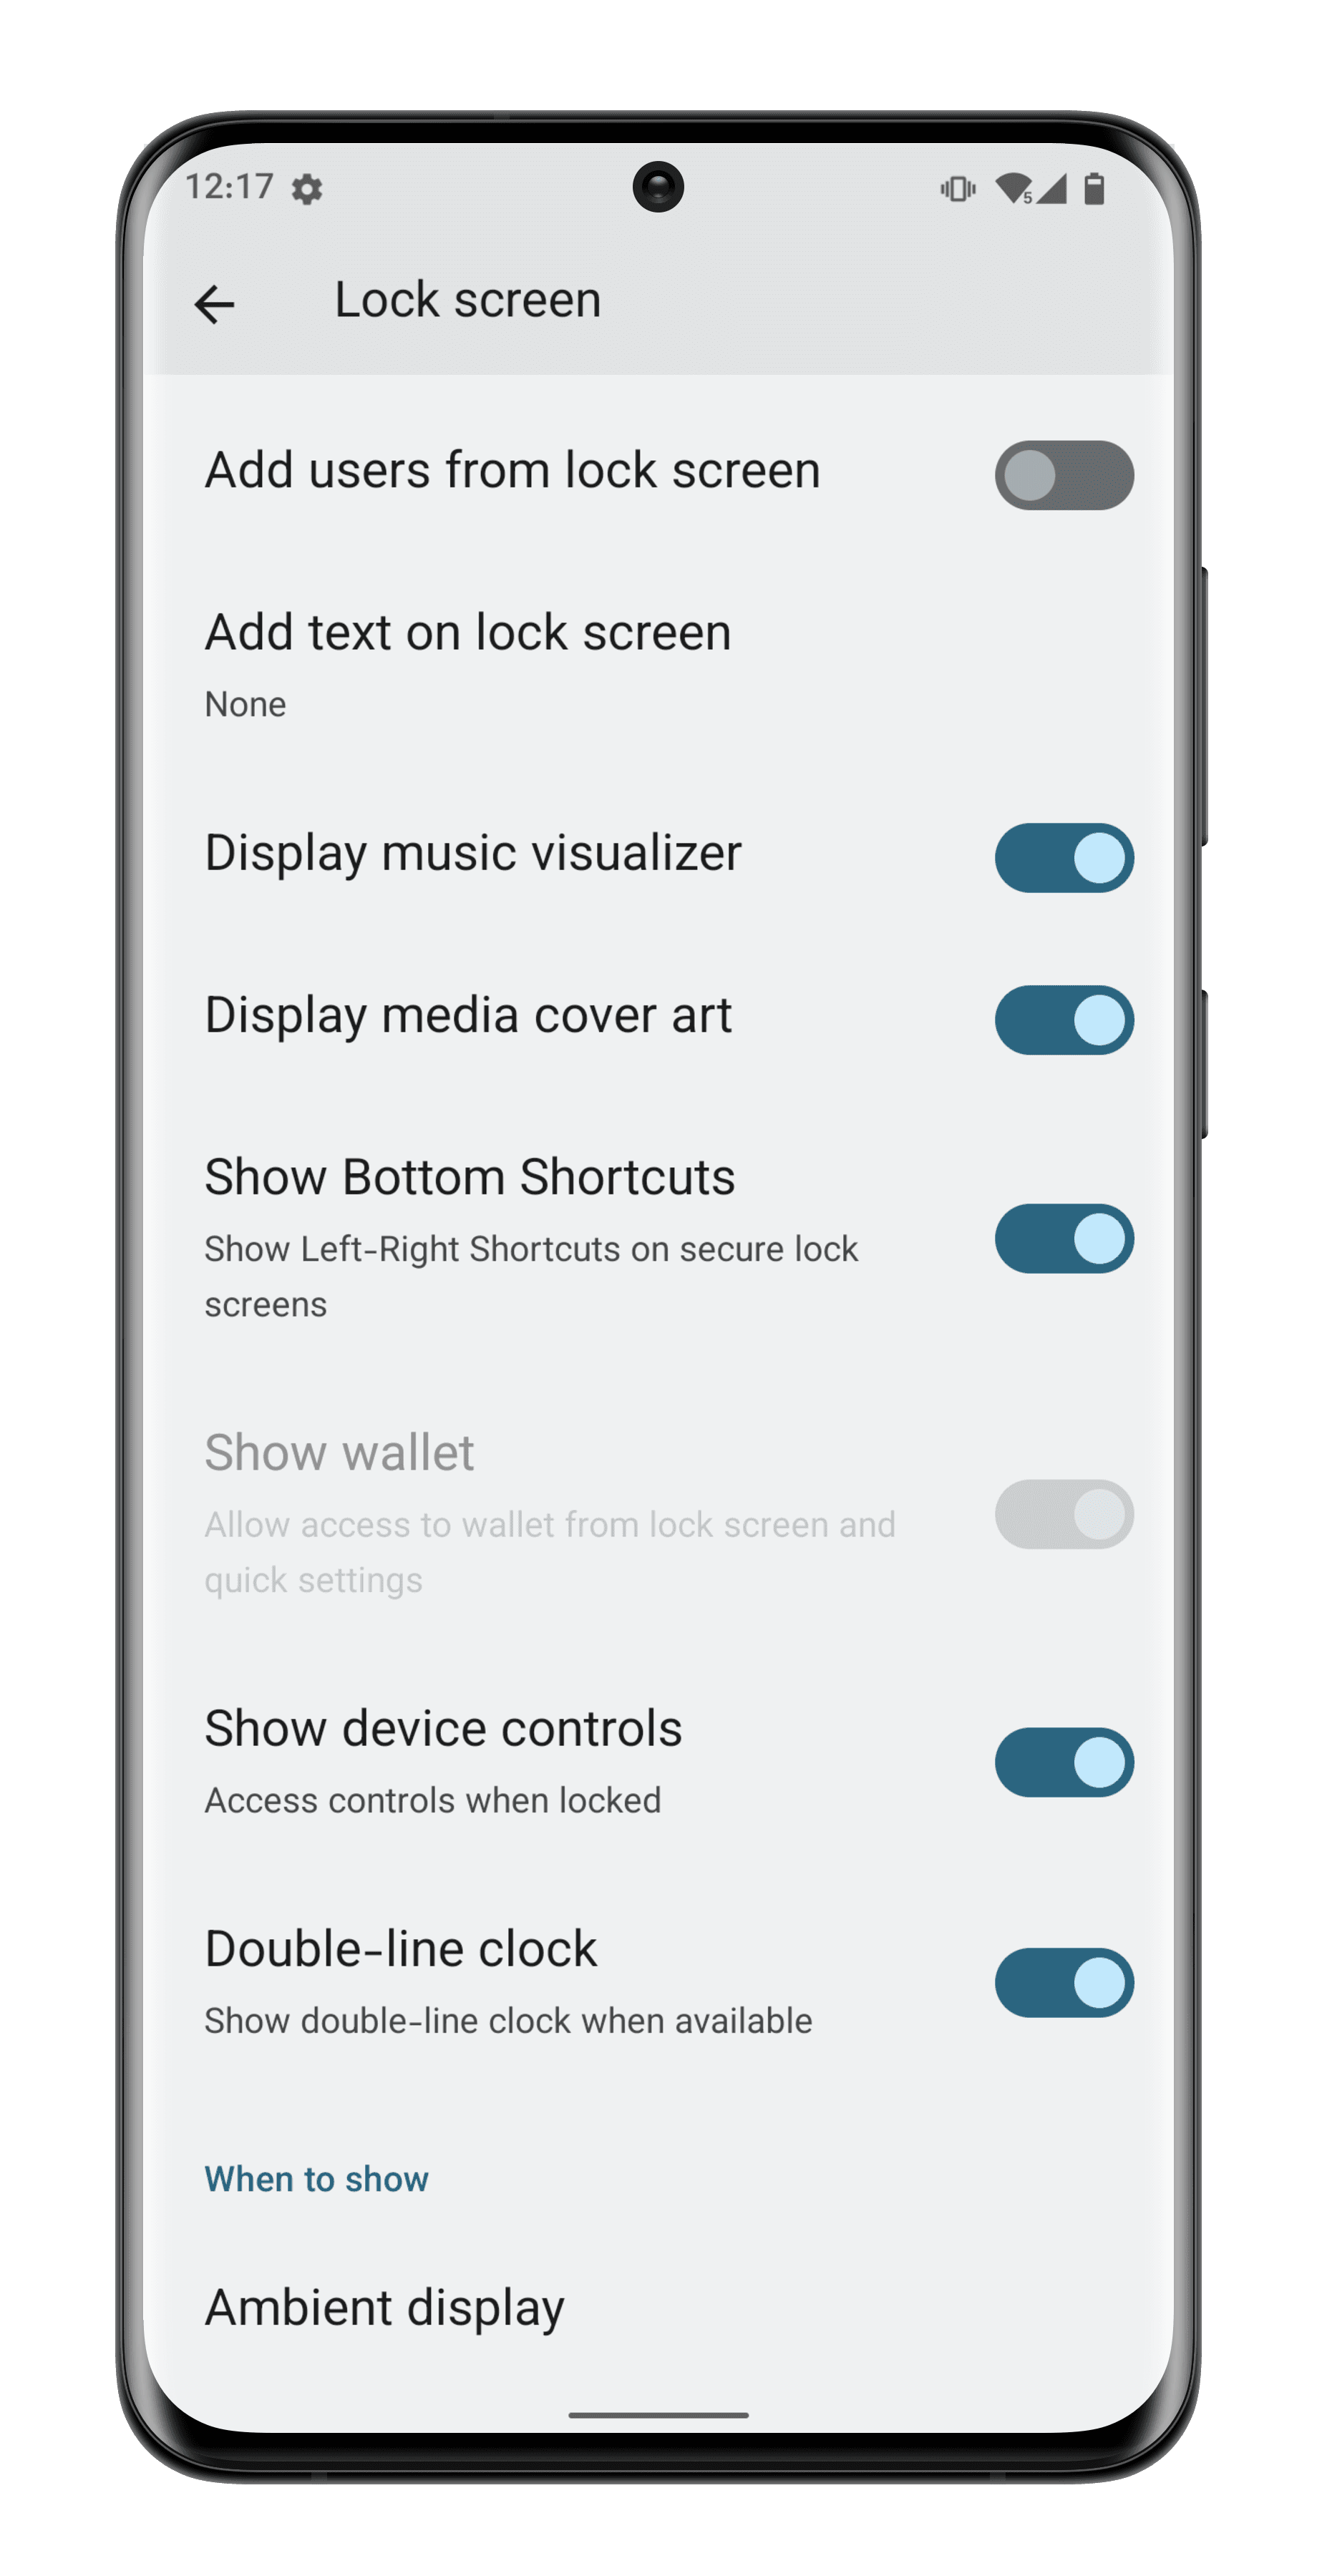 12:17
5
Lock screen
Add users from lock screen
Add text on lock screen
None
Display music visualizer
Display media cover art
Show Bottom Shortcuts
Show Left-Right Shortcuts on secure lock
screens
Show wallet
Allow access to wallet from lock screen and
quick settings
Show device controls
Access controls when locked
Double-line clock
Show double-line clock when available
When to show
Ambient display